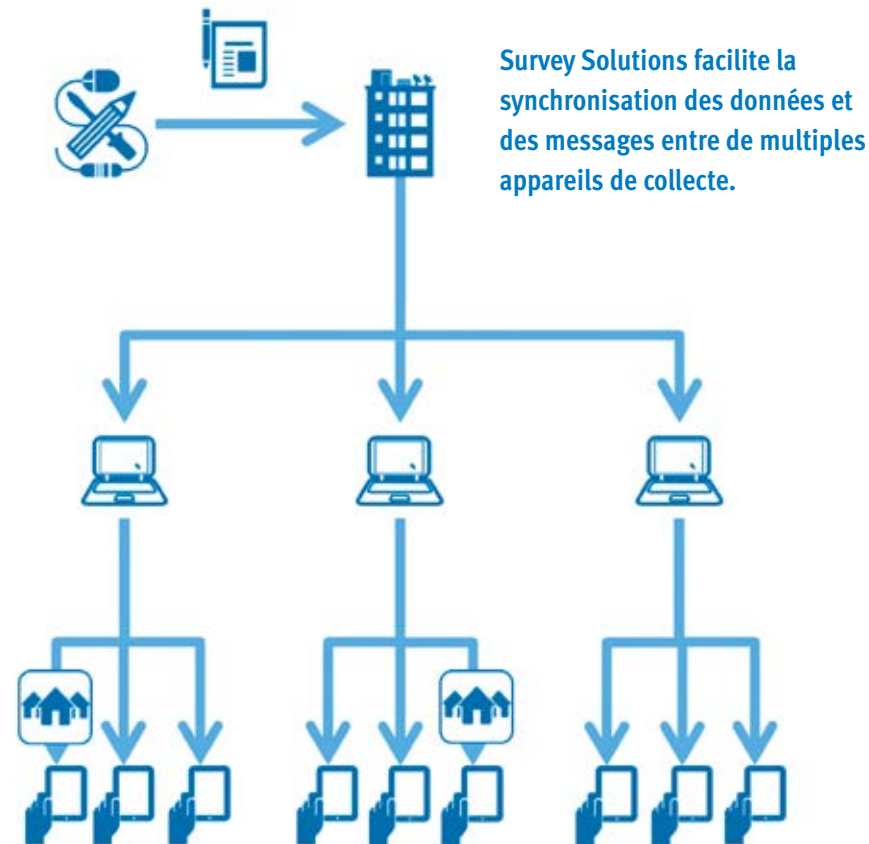 Survey Solutions facilite la
synchronisation des données et
des messages entre de multiples
appareils de collecte.